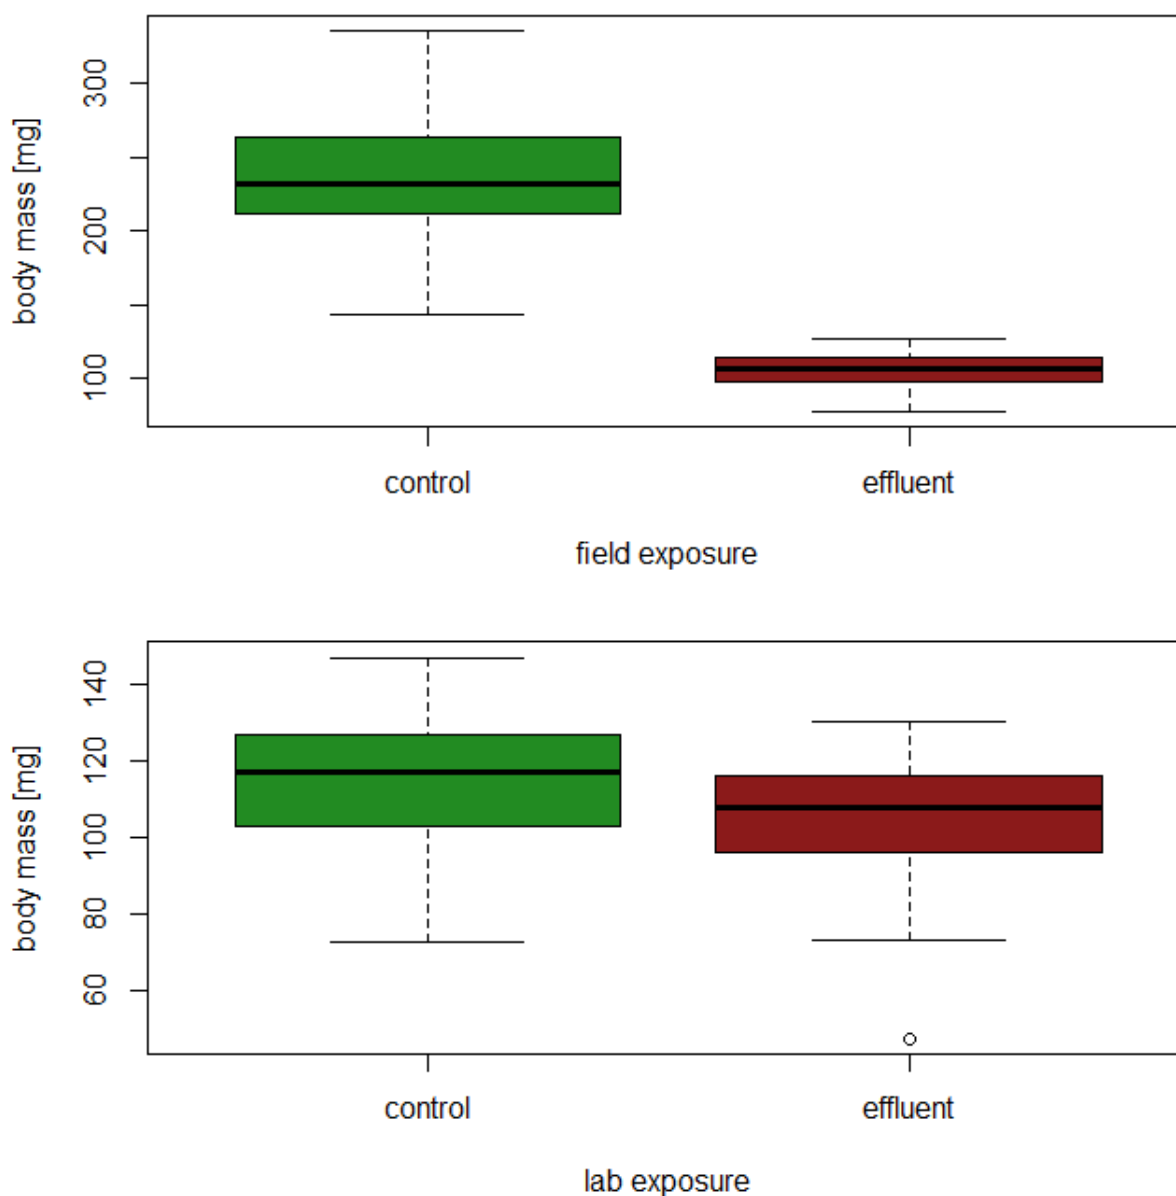 body mass [mg]
300
200
100
control
effluent
field exposure
body mass [mg]
140
120
100
80
60
control
effluent
lab exposure